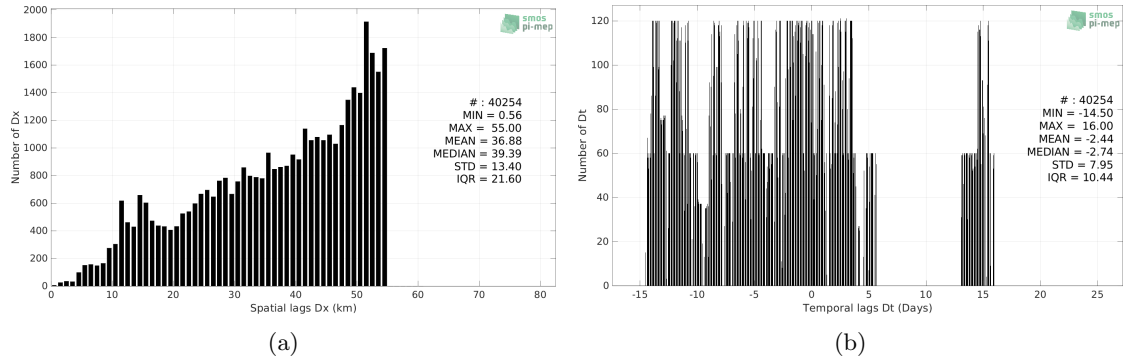 2000
1800
1600
1400
1200
1000
800
600
400
200
0
Number of Dx
0 10 20 30 40 50 60 70 80
Spatial lags Dx (km)
smos
pi-mep
# : 40254
MIN = 0.56
MAX = 55.00
MEAN = 36.88
MEDIAN = 39.39
STD = 13.40
IQR = 21.60
(a)
120
100
80
60
40
20
0
Number of Dt
-15 -10 -5 0 5 10 15 20 25
Temporal lags Dt (Days)
smos
pi-mep
# : 40254
MIN = -14.50
MAX = 16.00
MEAN = -2.44
MEDIAN = -2.74
STD = 7.95
IQR = 10.44
(b)